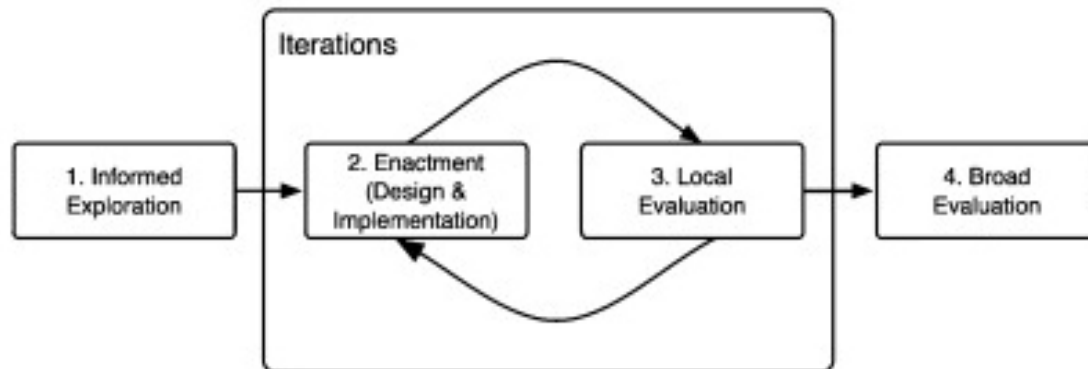 Iterations
1. Informed
Exploration
2. Enactment
(Design &
Implementation)
3. Local
Evaluation
4. Broad
Evaluation